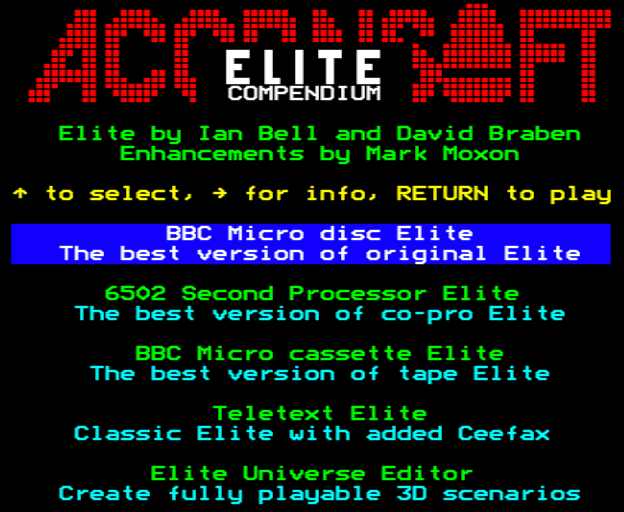 ACORNSOFT
ELITE
COMPENDIUM
Elite by Ian Bell and David Braben
Enhancements by Mark Moxon
↑ to select, → for info, RETURN to play
BBC Micro disc Elite
The best version of original Elite
6502 Second Processor Elite
The best version of co-pro Elite
BBC Micro cassette Elite
The best version of tape Elite
Teletext Elite
Classic Elite with added Ceefax
Elite Universe Editor
Create fully playable 3D scenarios